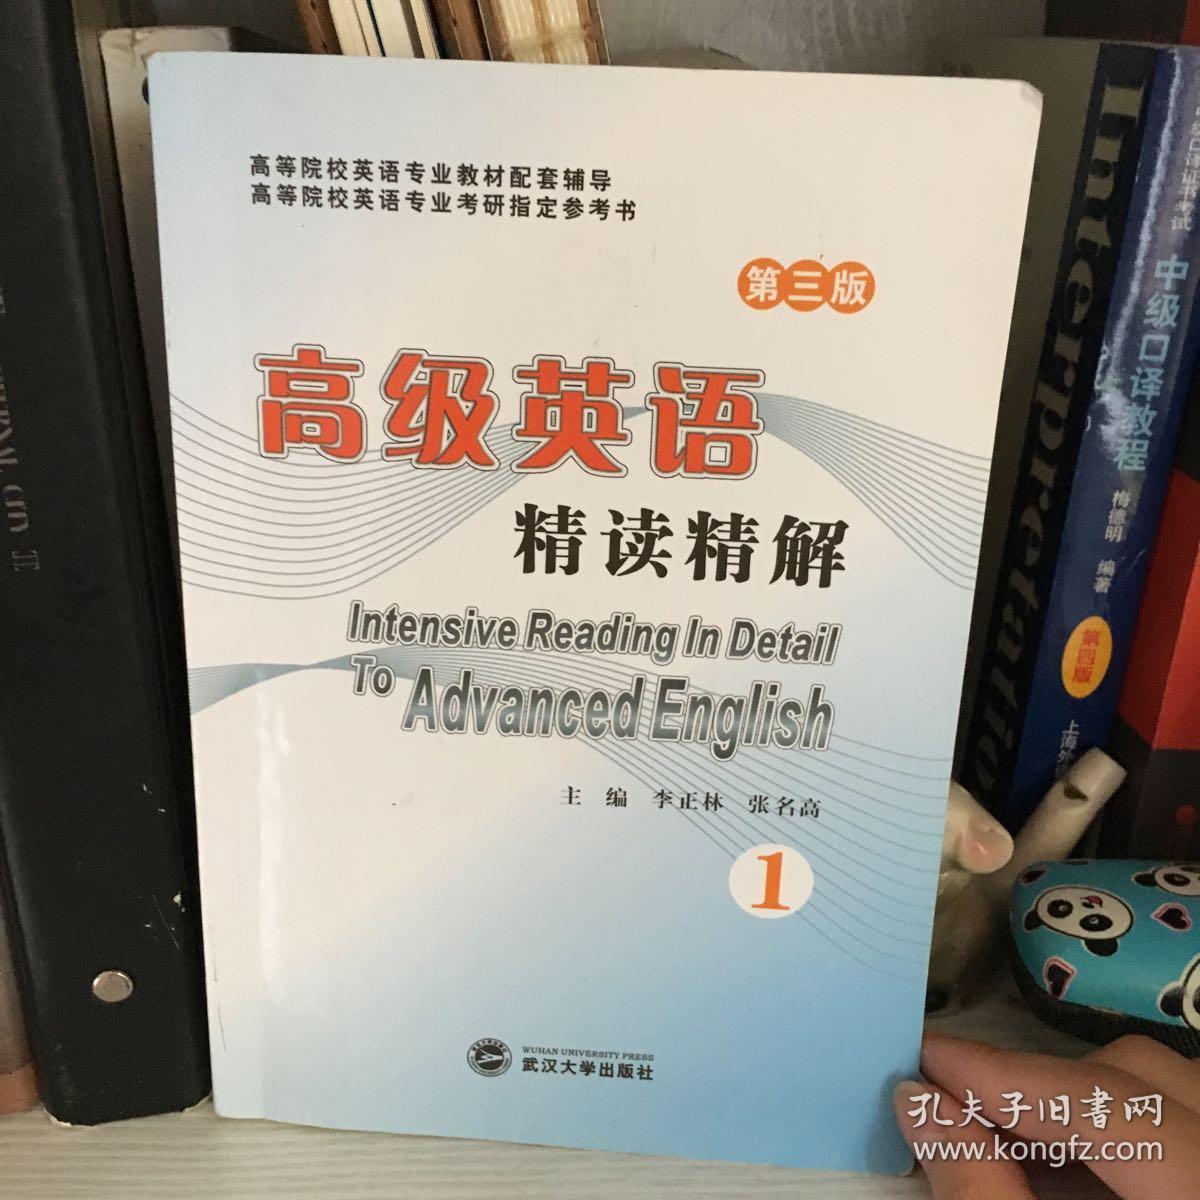 高等院校英语专业教材配套辅导
高等院校英语专业考研指定参考书
第三版
高级英语
精读精解
Intensive Reading In Detail
To Advanced English
主 编 李正林 张名高
1
WUHAN UNIVERSITY PRESS
武汉大学出版社
Interpretatio
中级口译教程
梅德明 编著
第四版
上海外
孔夫子旧书网
www.kongfz.com